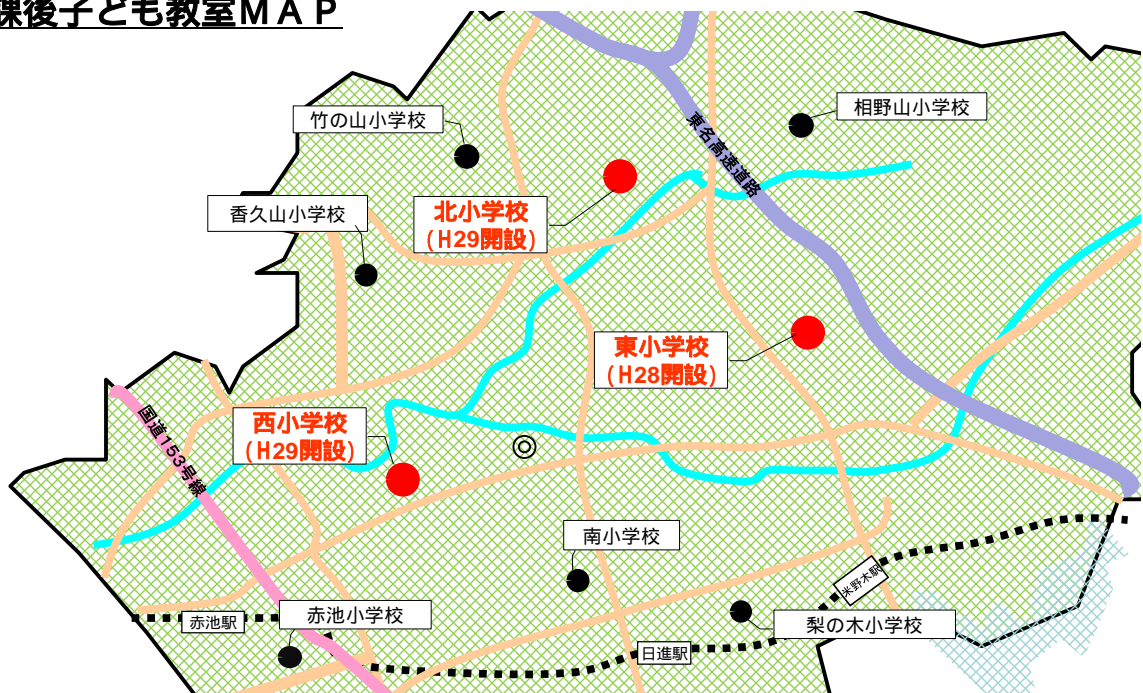 課後子ども教室MAP
竹の山小学校
相野山小学校
東名高速道路
香久山小学校
北小学校
(H29開設)
東小学校
(H28開設)
国道153号線
西小学校
(H29開設)
南小学校
米野木駅
赤池駅
赤池小学校
梨の木小学校
日進駅